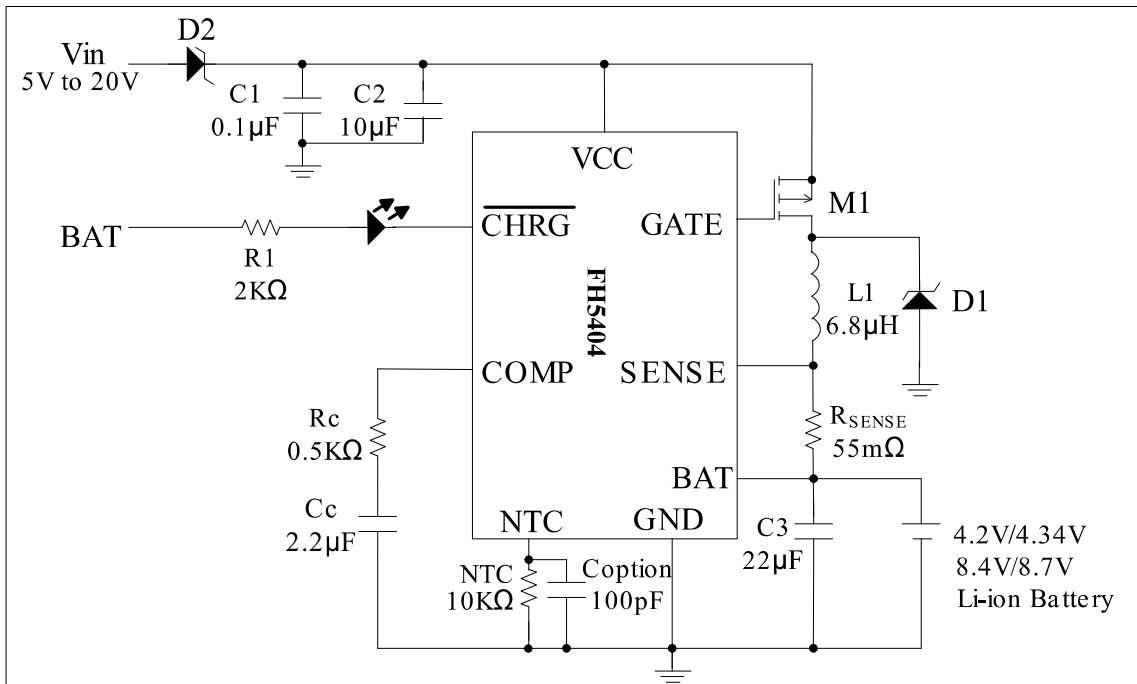 D2
Vin
5V to 20V
C1
0.1μF
C2
10μF
VCC
M1
BAT
R1
2KΩ
CHRG
GATE
FH5404
L1
6.8μH
D1
COMP
SENSE
Rc
0.5KΩ
RSENSE
55mΩ
Cc
2.2μF
BAT
NTC
GND
C3
22μF
4.2V/4.34V
8.4V/8.7V
Li-ion Battery
NTC
10KΩ
Coption
100pF